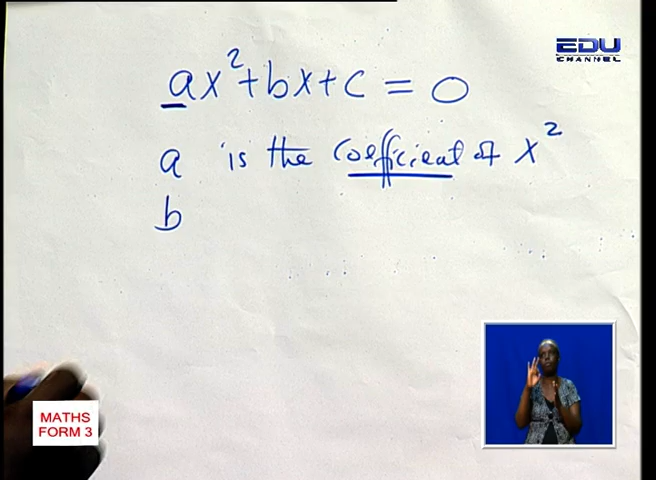 EDU
CHANNEL
ax²+bx+c = 0
a is the coefficient of x²
b
MATHS
FORM 3